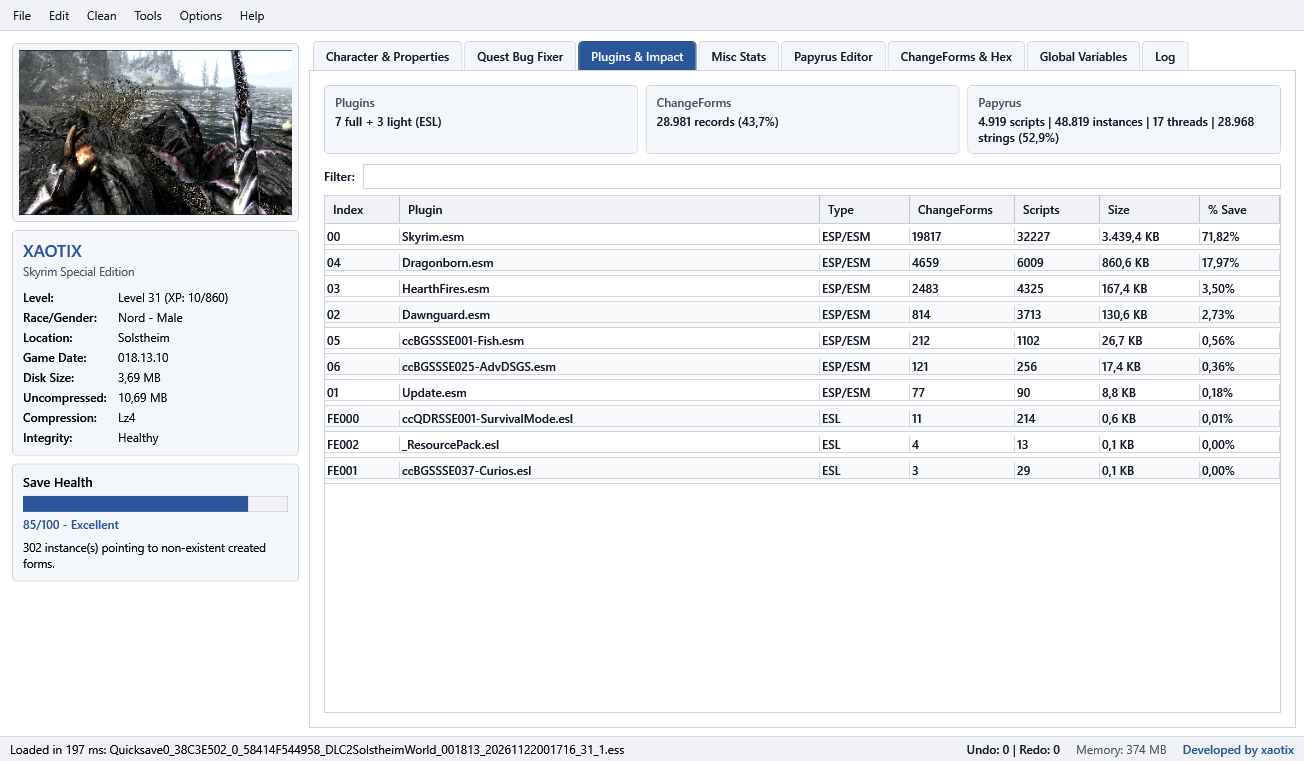 File Edit Clean Tools Options Help
Character & Properties Quest Bug Fixer Plugins & Impact Misc Stats Papyrus Editor ChangeForms & Hex Global Variables Log
XAOTIX
Skyrim Special Edition
Level: Level 31 (XP: 10/860)
Race/Gender: Nord - Male
Location: Solstheim
Game Date: 018.13.10
Disk Size: 3,69 MB
Uncompressed: 10,69 MB
Compression: Lz4
Integrity: Healthy
Save Health
85/100 - Excellent
302 instance(s) pointing to non-existent created
forms.
Plugins
7 full + 3 light (ESL)
ChangeForms
28.981 records (43,7%)
Papyrus
4.919 scripts | 48.819 instances | 17 threads | 28.968
strings (52,9%)
Filter:
Index Plugin Type ChangeForms Scripts Size % Save
00 Skyrim.esm ESP/ESM 19817 32227 3.439,4 KB 71,82%
04 Dragonborn.esm ESP/ESM 4659 6009 860,6 KB 17,97%
03 HearthFires.esm ESP/ESM 2483 4325 167,4 KB 3,50%
02 Dawnguard.esm ESP/ESM 814 3713 130,6 KB 2,73%
05 ccBGSSSE001-Fish.esm ESP/ESM 212 1102 26,7 KB 0,56%
06 ccBGSSSE025-AdvDSGS.esm ESP/ESM 121 256 17,4 KB 0,36%
01 Update.esm ESP/ESM 77 90 8,8 KB 0,18%
FE000 ccQDRSSE001-SurvivalMode.esl ESL 11 214 0,6 KB 0,01%
FE002 _ResourcePack.esl ESL 4 13 0,1 KB 0,00%
FE001 ccBGSSSE037-Curios.esl ESL 3 29 0,1 KB 0,00%
Loaded in 197 ms: Quicksave0_38C3E502_0_58414F544958_DLC2SolstheimWorld_001813_20261122001716_31_1.ess Undo: 0 | Redo: 0 Memory: 374 MB Developed by xaotix